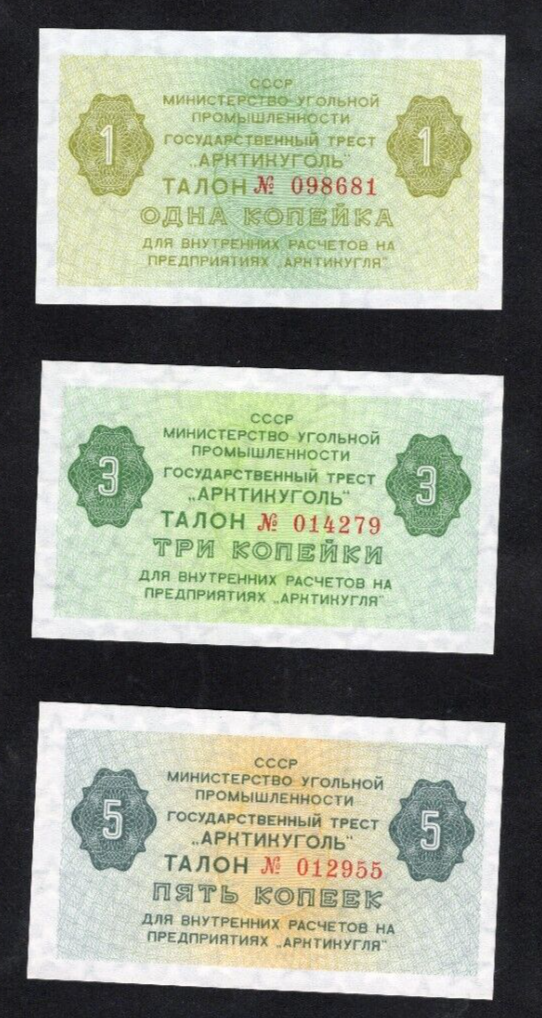 СССР
МИНИСТЕРСТВО УГОЛЬНОЙ
ПРОМЫШЛЕННОСТИ
1 ГОСУДАРСТВЕННЫЙ ТРЕСТ 1
„АРКТИКУГОЛЬ"
ТАЛОН № 098681
ОДНА КОПЕЙКА
ДЛЯ ВНУТРЕННИХ РАСЧЕТОВ НА
ПРЕДПРИЯТИЯХ „АРКТИКУГЛЯ"
СССР
МИНИСТЕРСТВО УГОЛЬНОЙ
ПРОМЫШЛЕННОСТИ
3 ГОСУДАРСТВЕННЫЙ ТРЕСТ 3
„АРКТИКУГОЛЬ"
ТАЛОН № 014279
ТРИ КОПЕЙКИ
ДЛЯ ВНУТРЕННИХ РАСЧЕТОВ НА
ПРЕДПРИЯТИЯХ „АРКТИКУГЛЯ"
СССР
МИНИСТЕРСТВО УГОЛЬНОЙ
ПРОМЫШЛЕННОСТИ
5 ГОСУДАРСТВЕННЫЙ ТРЕСТ 5
„АРКТИКУГОЛЬ"
ТАЛОН № 012955
ПЯТЬ КОПЕЕК
ДЛЯ ВНУТРЕННИХ РАСЧЕТОВ НА
ПРЕДПРИЯТИЯХ „АРКТИКУГЛЯ"